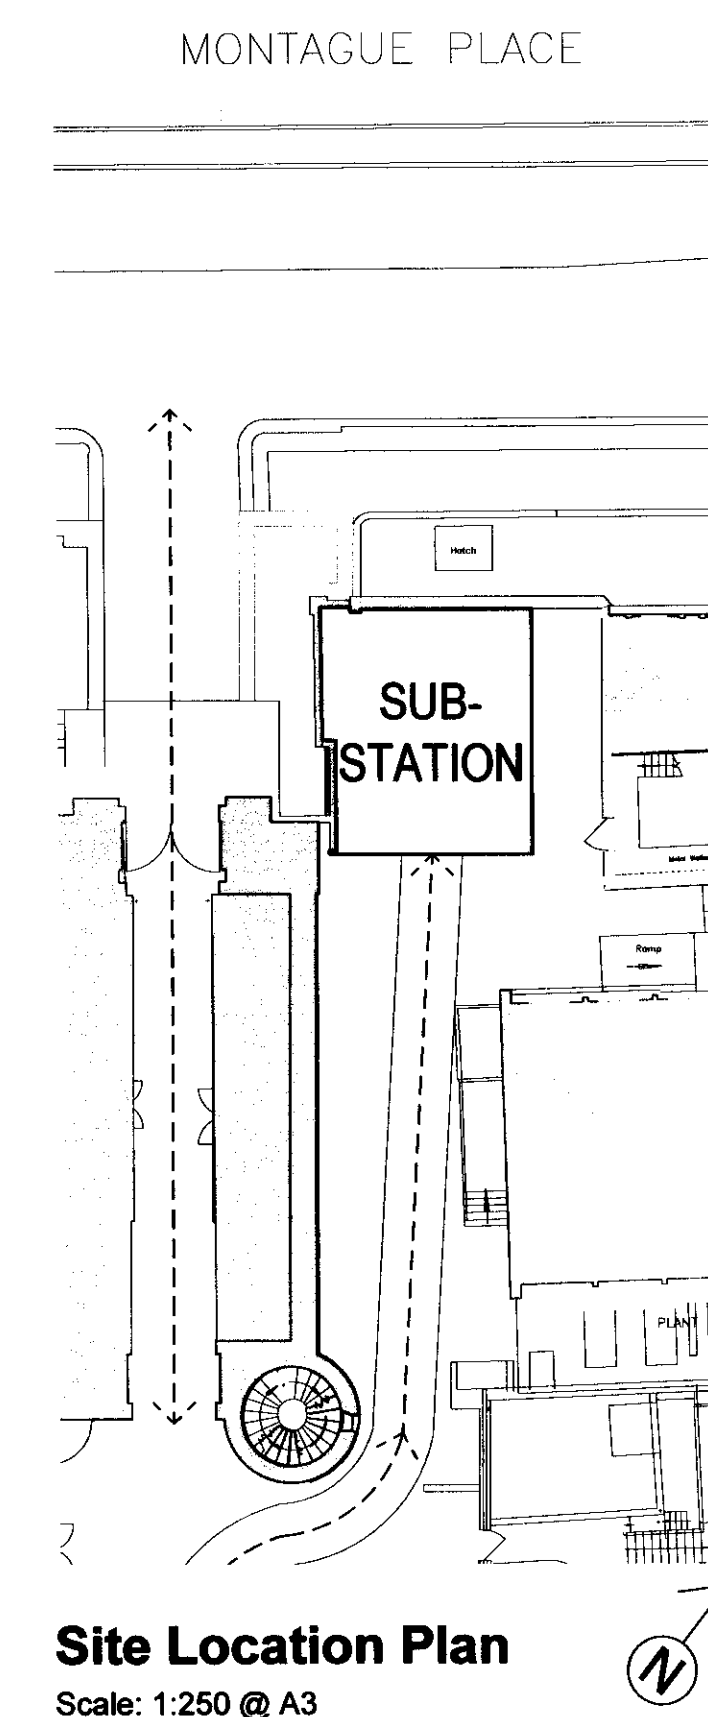 MONTAGUE PLACE
Hatch
SUB-
STATION
Ramp
PLANT
Site Location Plan
N
Scale: 1:250 @ A3